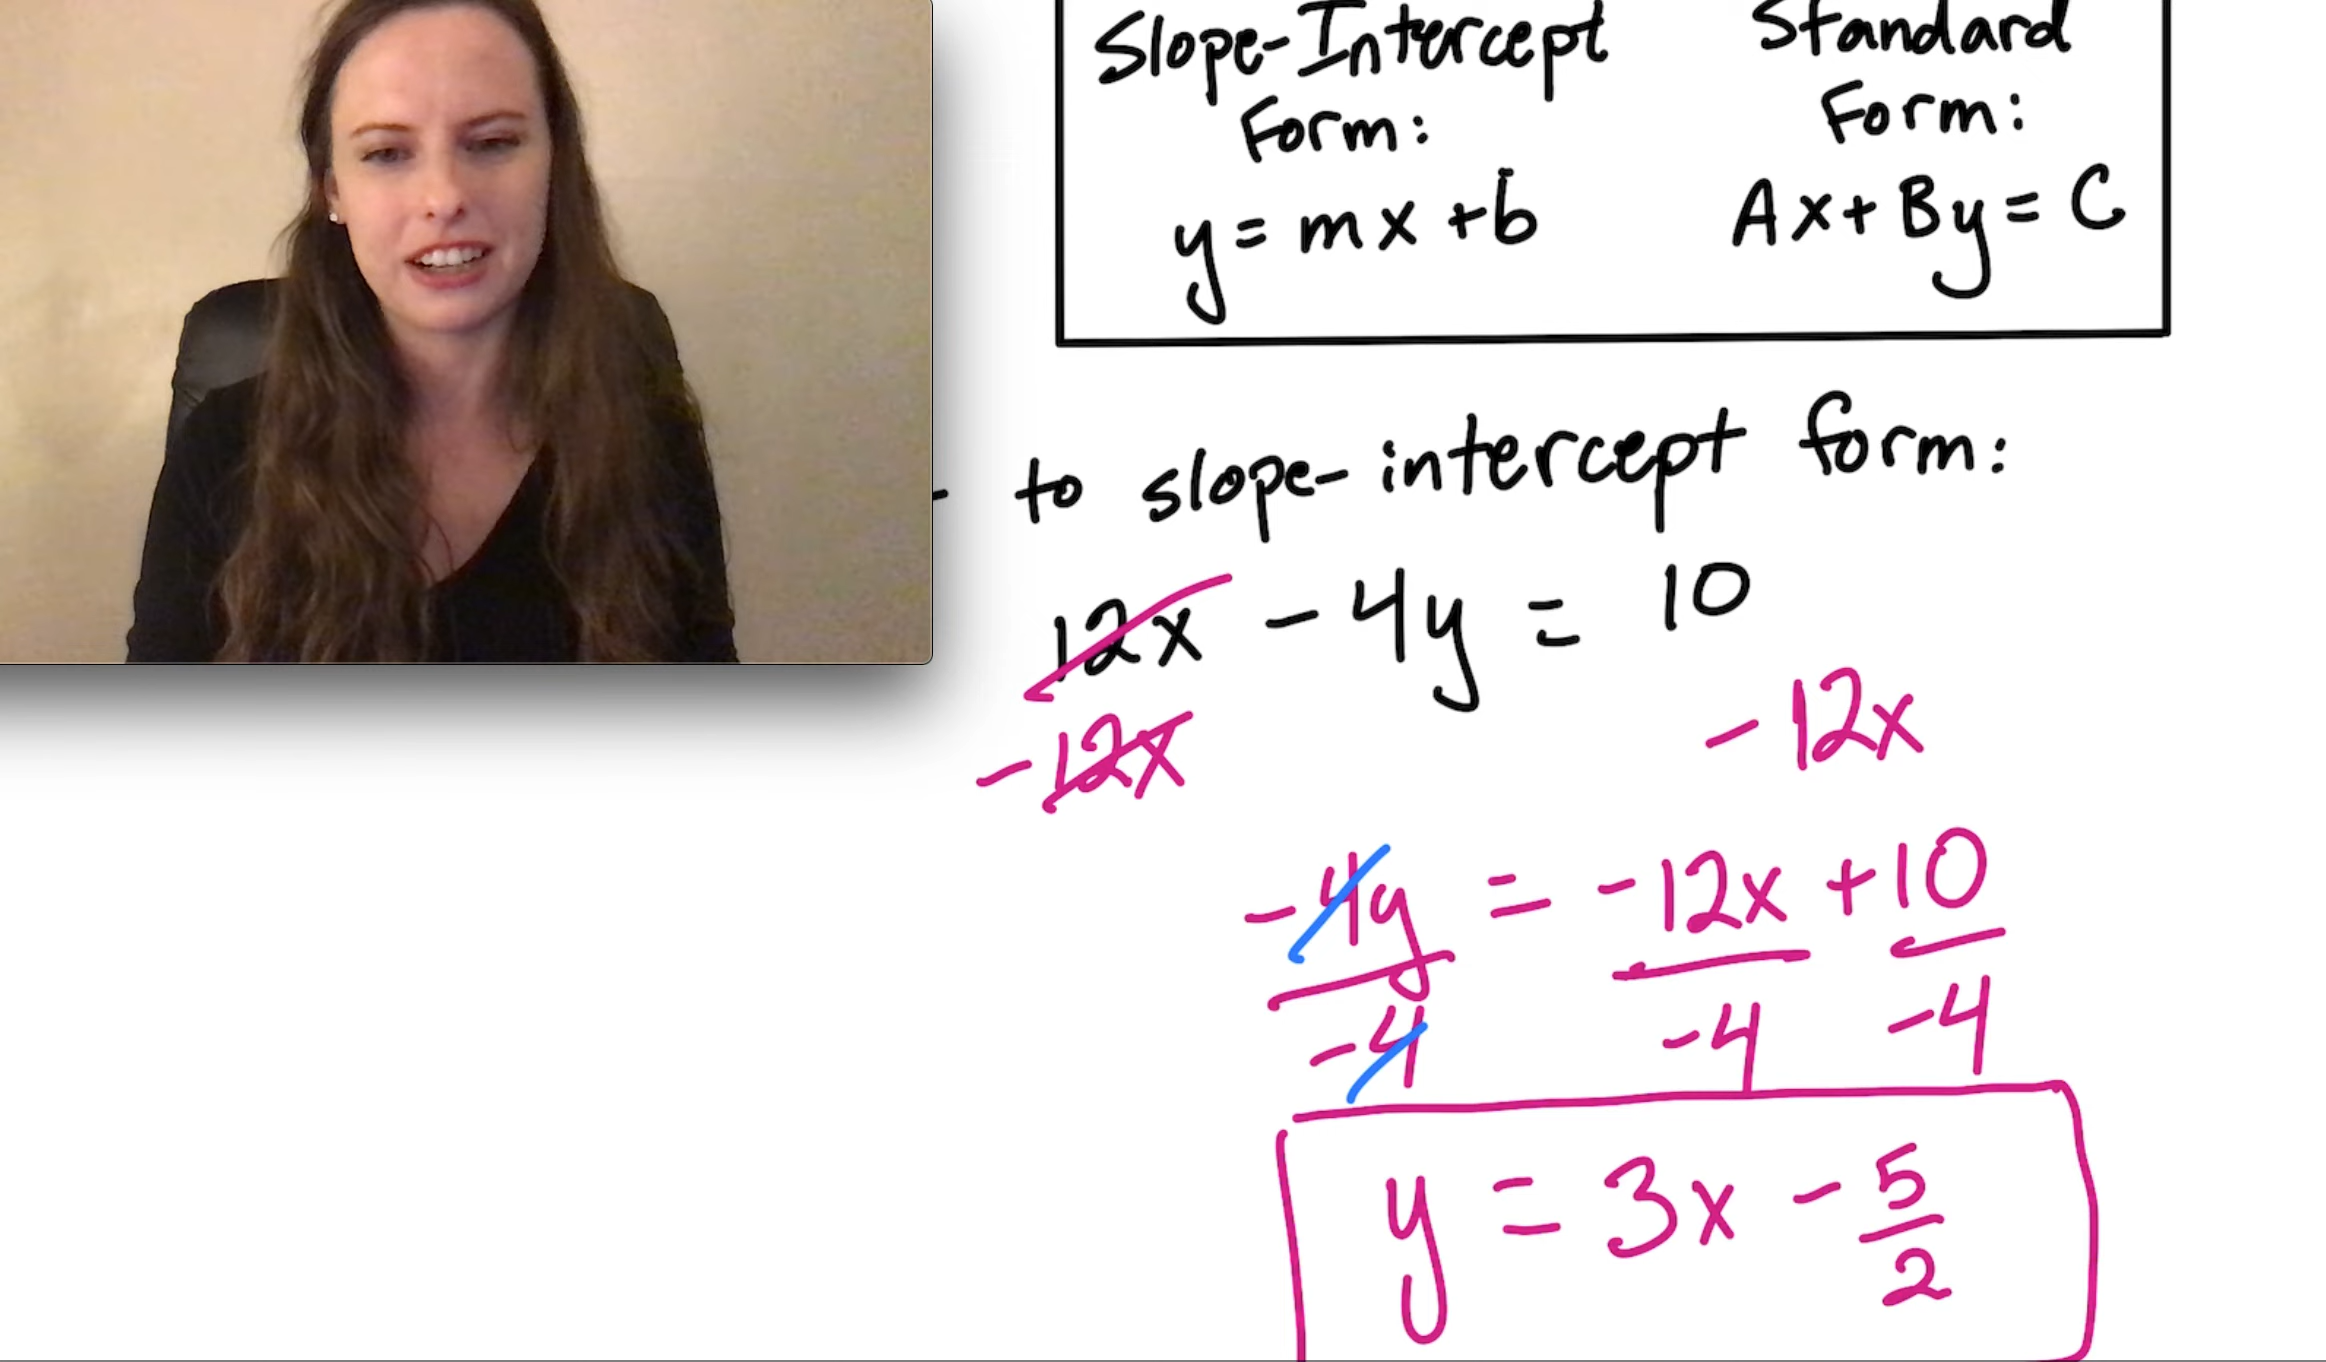 Slope-Intercept Form:
y = mx + b
Standard Form:
Ax + By = C
- to slope-intercept form:
12x - 4y = 10
-12x -12x
-4y = -12x + 10
-4 -4 -4
y = 3x - 5/2